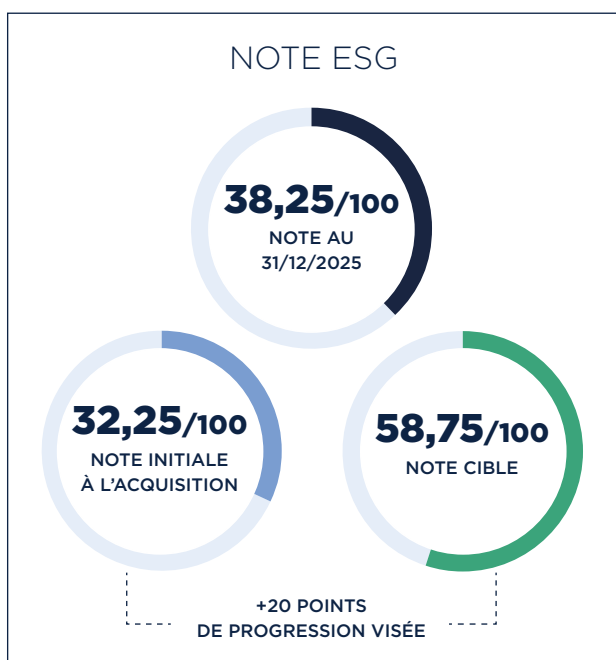 NOTE ESG
38,25/100
NOTE AU
31/12/2025
32,25/100
NOTE INITIALE
À L'ACQUISITION
58,75/100
NOTE CIBLE
+20 POINTS
DE PROGRESSION VISÉE